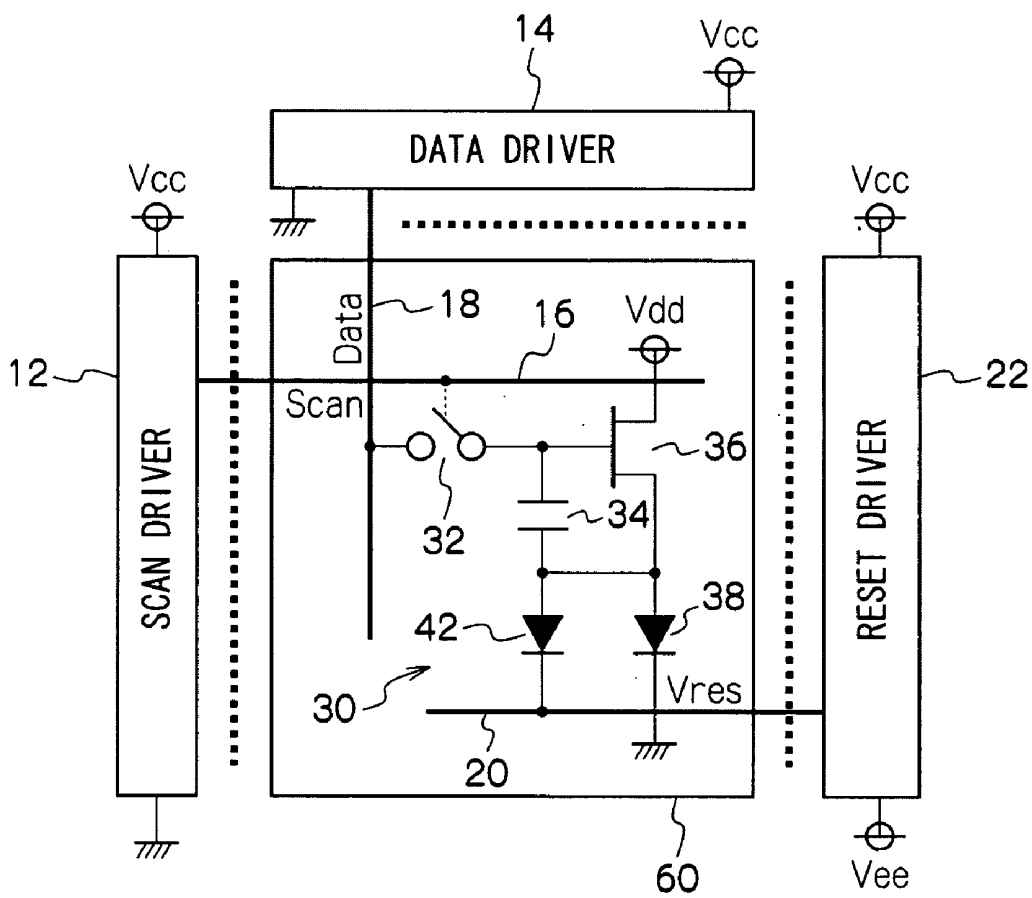 14
Vcc
DATA DRIVER
Vcc
Vcc
Data
18
16
Vdd
12
22
Scan
36
32
34
SCAN DRIVER
RESET DRIVER
42
38
30
Vres
20
60
Vee